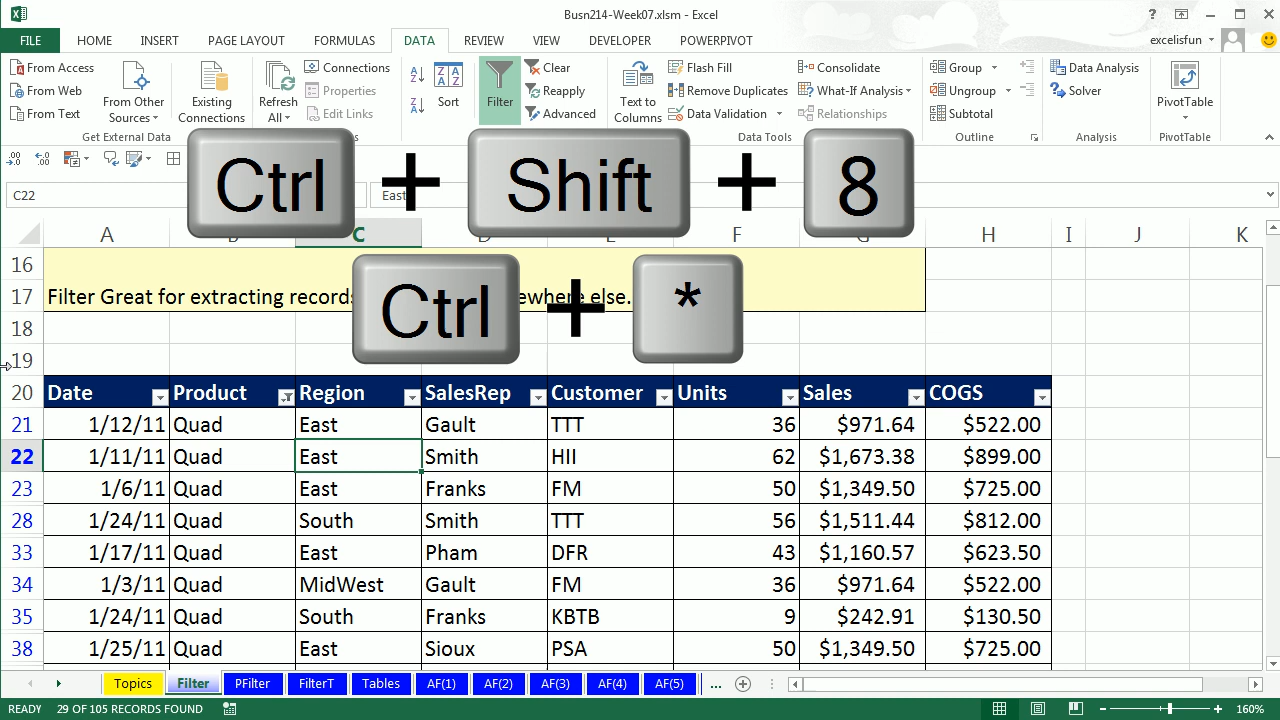 Busn214-Week07.xlsm - Excel
FILE HOME INSERT PAGE LAYOUT FORMULAS DATA REVIEW VIEW DEVELOPER POWERPIVOT excelisfun
From Access
From Web
From Text
From Other Sources
Get External Data
Existing Connections
Refresh All
Connections
Properties
Edit Links
Sort
Filter
Clear
Reapply
Advanced
Text to Columns
Flash Fill
Remove Duplicates
Data Validation
Consolidate
What-If Analysis
Relationships
Data Tools
Group
Ungroup
Subtotal
Outline
Data Analysis
Solver
Analysis
PivotTable
PivotTable
Ctrl + Shift + 8
C22 East
A C F H I J K
Ctrl + *
16
17 Filter Great for extracting records ewhere else.
18
19
20 Date Product Region SalesRep Customer Units Sales COGS
21 1/12/11 Quad East Gault TTT 36 $971.64 $522.00
22 1/11/11 Quad East Smith HII 62 $1,673.38 $899.00
23 1/6/11 Quad East Franks FM 50 $1,349.50 $725.00
28 1/24/11 Quad South Smith TTT 56 $1,511.44 $812.00
33 1/17/11 Quad East Pham DFR 43 $1,160.57 $623.50
34 1/3/11 Quad MidWest Gault FM 36 $971.64 $522.00
35 1/24/11 Quad South Franks KBTB 9 $242.91 $130.50
38 1/25/11 Quad East Sioux PSA 50 $1,349.50 $725.00
Topics Filter PFilter FilterT Tables AF(1) AF(2) AF(3) AF(4) AF(5) ...
READY 29 OF 105 RECORDS FOUND 160%